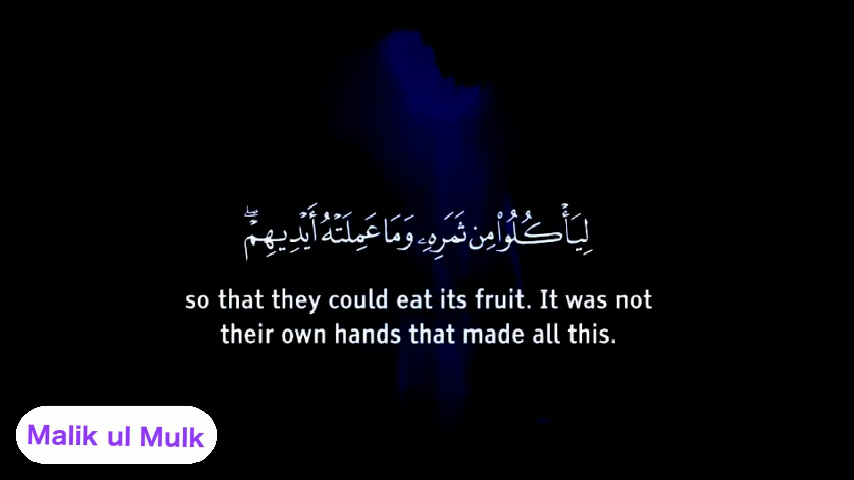 لِيَأْكُلُوا۟ مِن ثَمَرِهِۦ وَمَا عَمِلَتْهُ أَيْدِيهِمْ ۖ
so that they could eat its fruit. It was not
their own hands that made all this.
Malik ul Mulk